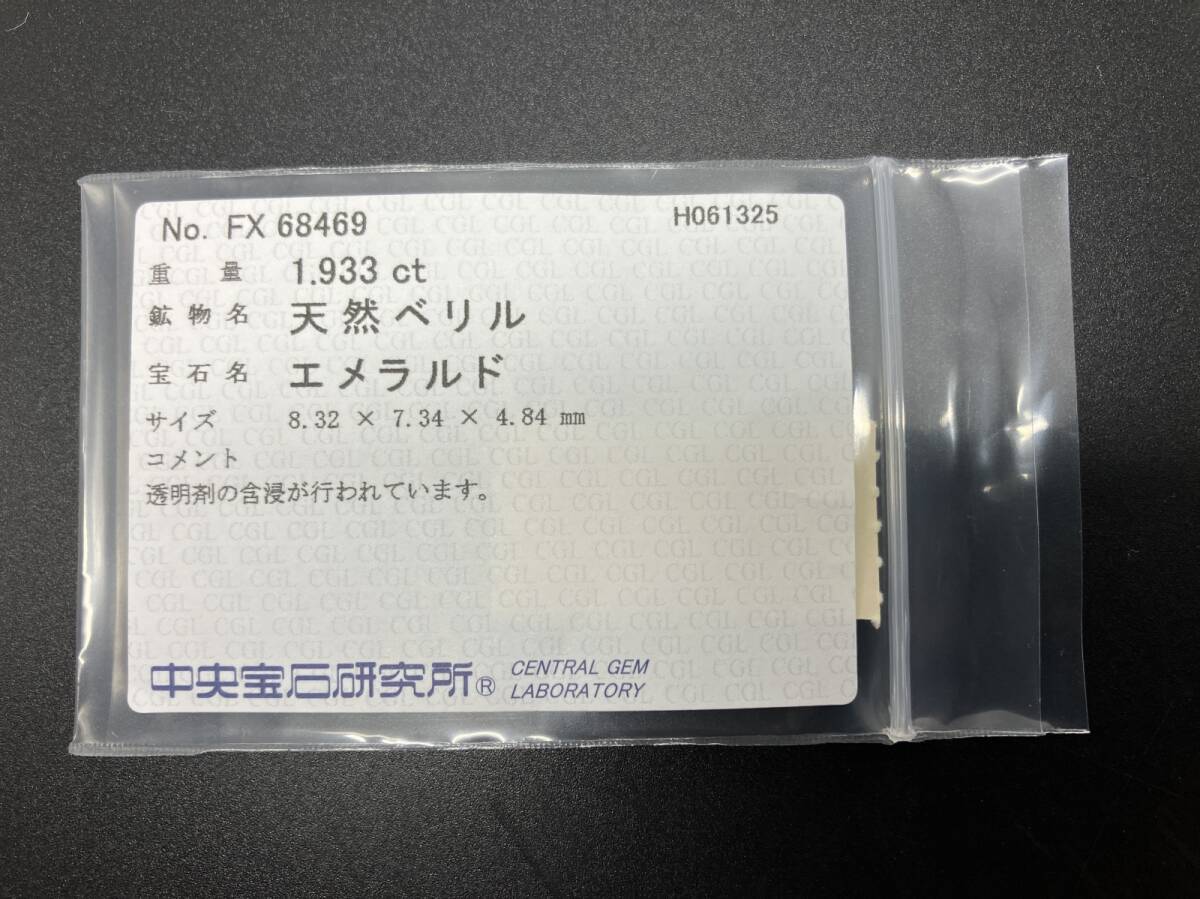 No. FX 68469 H061325
重量 1.933 ct
鉱物名 天然ベリル
宝石名 エメラルド
サイズ 8.32 × 7.34 × 4.84 mm
コメント
透明剤の含浸が行われています。
中央宝石研究所® CENTRAL GEM
LABORATORY